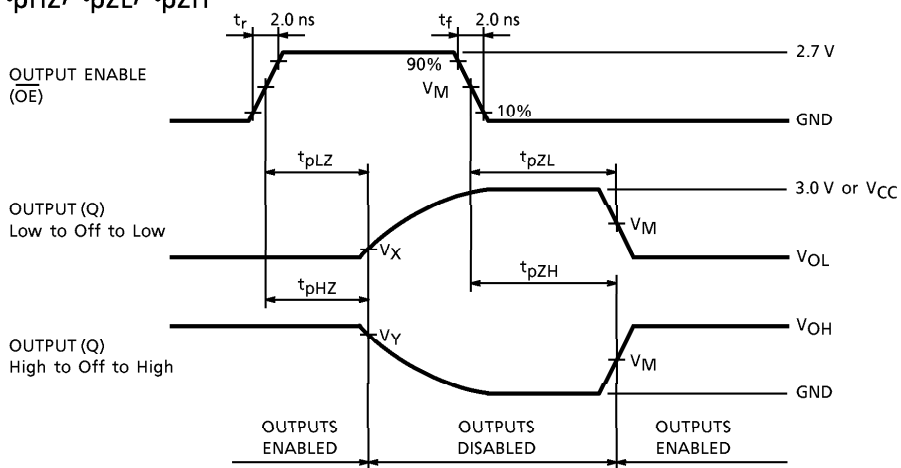 tpHZ, tpZL, tpZH
tr 2.0 ns tf 2.0 ns
2.7 V
OUTPUT ENABLE
(OE)
90%
VM
10%
GND
tpLZ tpZL
3.0 V or VCC
OUTPUT (Q)
Low to Off to Low
VM
VX
VOL
tpHZ tpZH
VOH
OUTPUT (Q)
High to Off to High
VY
VM
GND
OUTPUTS
ENABLED
OUTPUTS
DISABLED
OUTPUTS
ENABLED